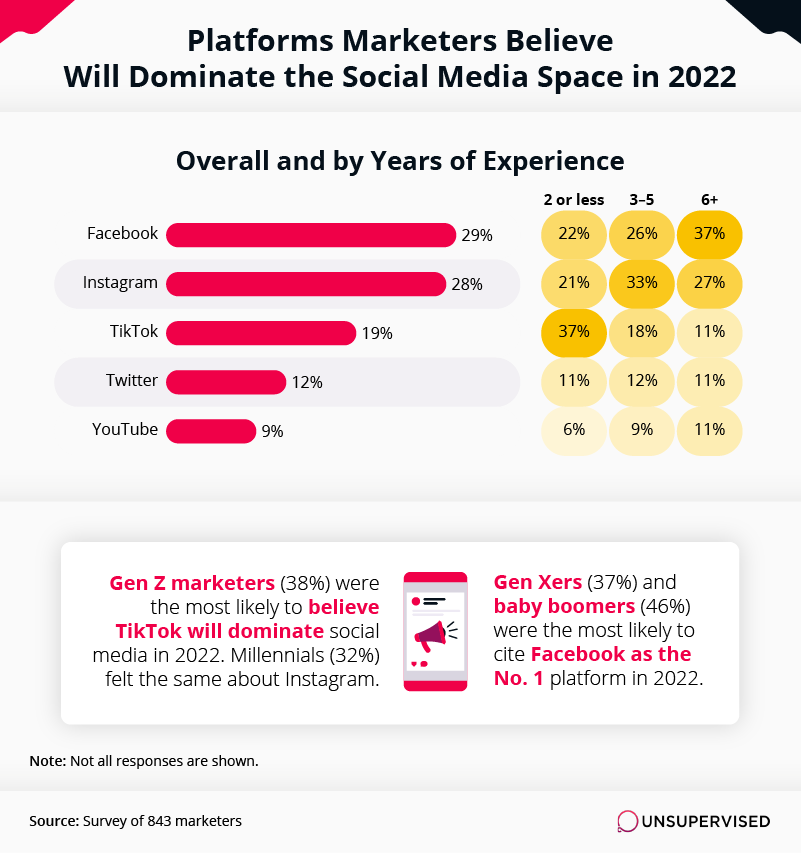 Platforms Marketers Believe
Will Dominate the Social Media Space in 2022
Overall and by Years of Experience
2 or less 3–5 6+
Facebook 29% 22% 26% 37%
Instagram 28% 21% 33% 27%
TikTok 19% 37% 18% 11%
Twitter 12% 11% 12% 11%
YouTube 9% 6% 9% 11%
Gen Z marketers (38%) were
the most likely to believe
TikTok will dominate social
media in 2022. Millennials (32%)
felt the same about Instagram.
Gen Xers (37%) and
baby boomers (46%)
were the most likely to
cite Facebook as the
No. 1 platform in 2022.
Note: Not all responses are shown.
Source: Survey of 843 marketers
UNSUPERVISED